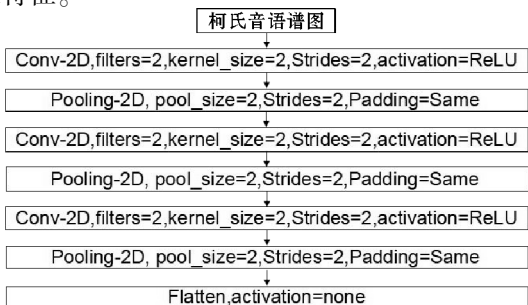 柯氏音语谱图
Conv-2D,filters=2,kernel_size=2,Strides=2,activation=ReLU
Pooling-2D, pool_size=2,Strides=2,Padding=Same
Conv-2D,filters=2,kernel_size=2,Strides=2,activation=ReLU
Pooling-2D, pool_size=2,Strides=2,Padding=Same
Conv-2D,filters=2,kernel_size=2,Strides=2,activation=ReLU
Pooling-2D, pool_size=2,Strides=2,Padding=Same
Flatten,activation=none